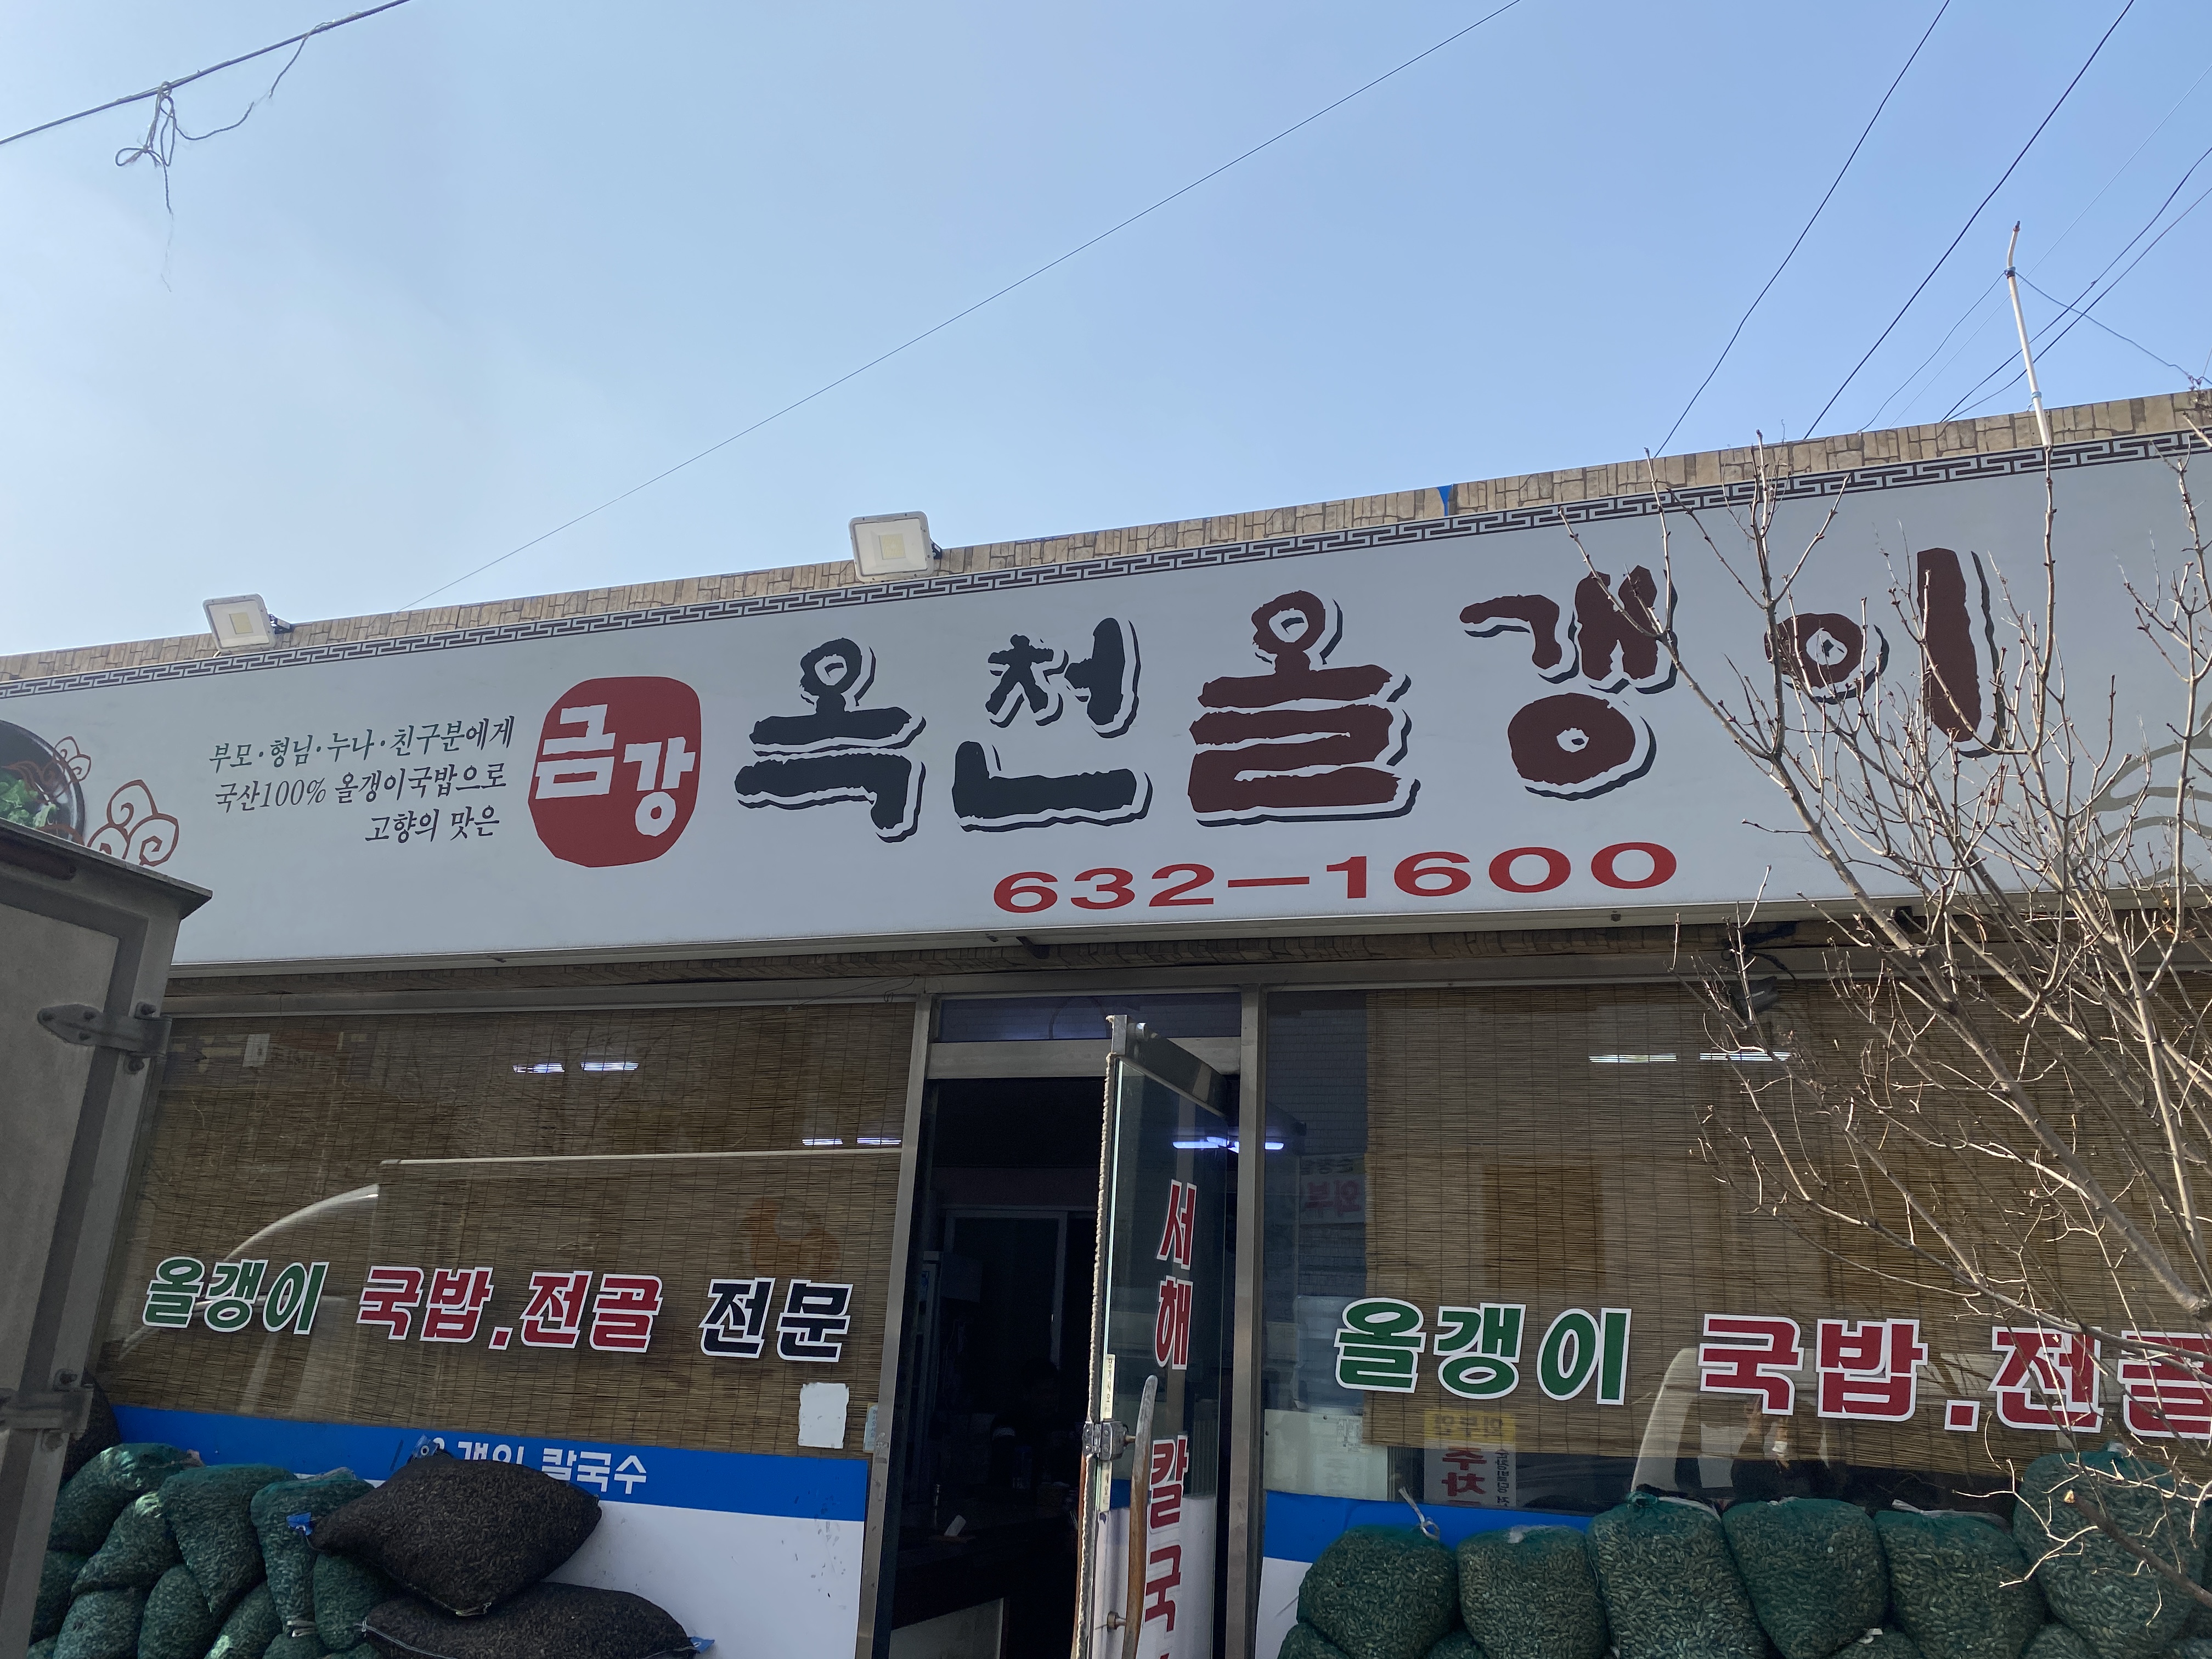 부모·형님·누나·친구분에게
국산100% 올갱이국밥으로
고향의 맛은
금강
옥천올갱이
632-1600
올갱이 국밥.전골 전문
칼국수
서해 칼국
올갱이 국밥.전골
주차